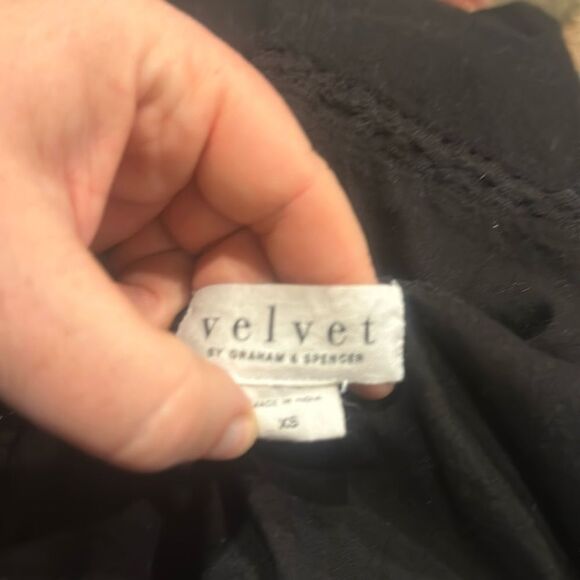 velvet
BY GRAHAM & SPENCER
MADE IN INDIA
XS